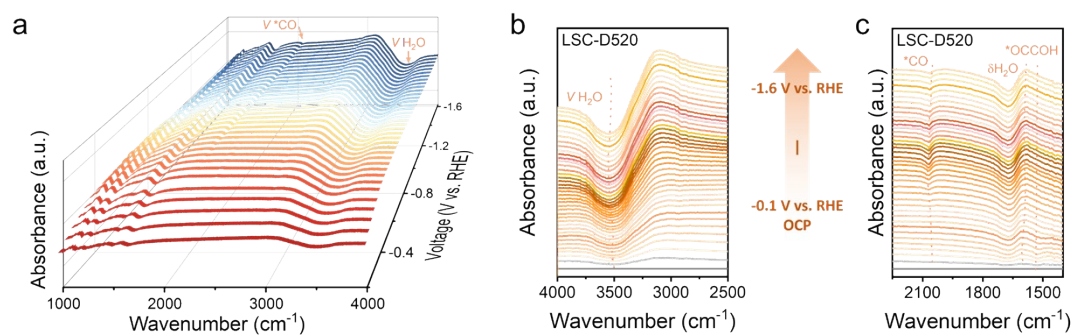 a
V *CO
V H₂O
Absorbance (a.u.)
1000
2000
3000
4000
Wavenumber (cm⁻¹)
-1.6
-1.2
-0.8
-0.4
Voltage (V vs. RHE)
b
LSC-D520
V H₂O
Absorbance (a.u.)
4000
3500
3000
2500
Wavenumber (cm⁻¹)
-1.6 V vs. RHE
I
-0.1 V vs. RHE
OCP
c
LSC-D520
*OCCOH
*CO
δH₂O
Absorbance (a.u.)
2100
1800
1500
Wavenumber (cm⁻¹)